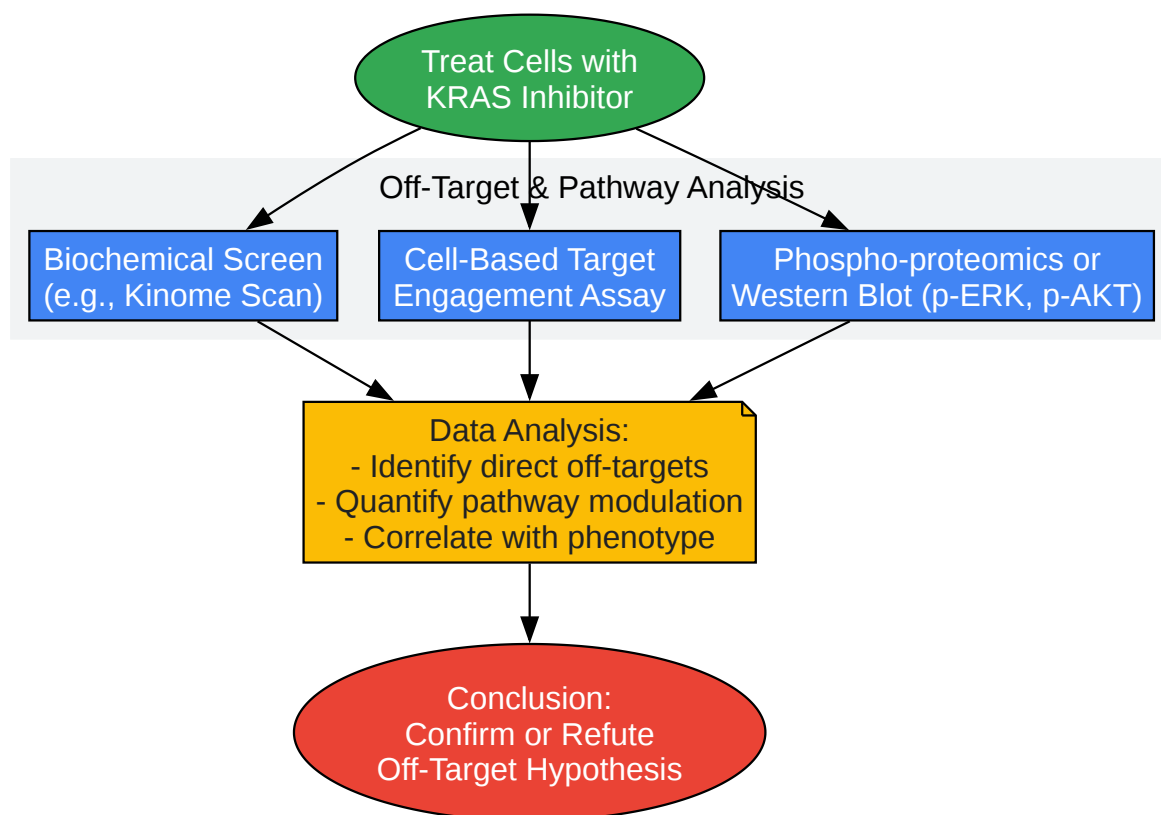 Treat Cells with
KRAS Inhibitor
Off-Target & Pathway Analysis
Biochemical Screen
(e.g., Kinome Scan)
Cell-Based Target
Engagement Assay
Phospho-proteomics or
Western Blot (p-ERK, p-AKT)
Data Analysis:
- Identify direct off-targets
- Quantify pathway modulation
- Correlate with phenotype
Conclusion:
Confirm or Refute
Off-Target Hypothesis